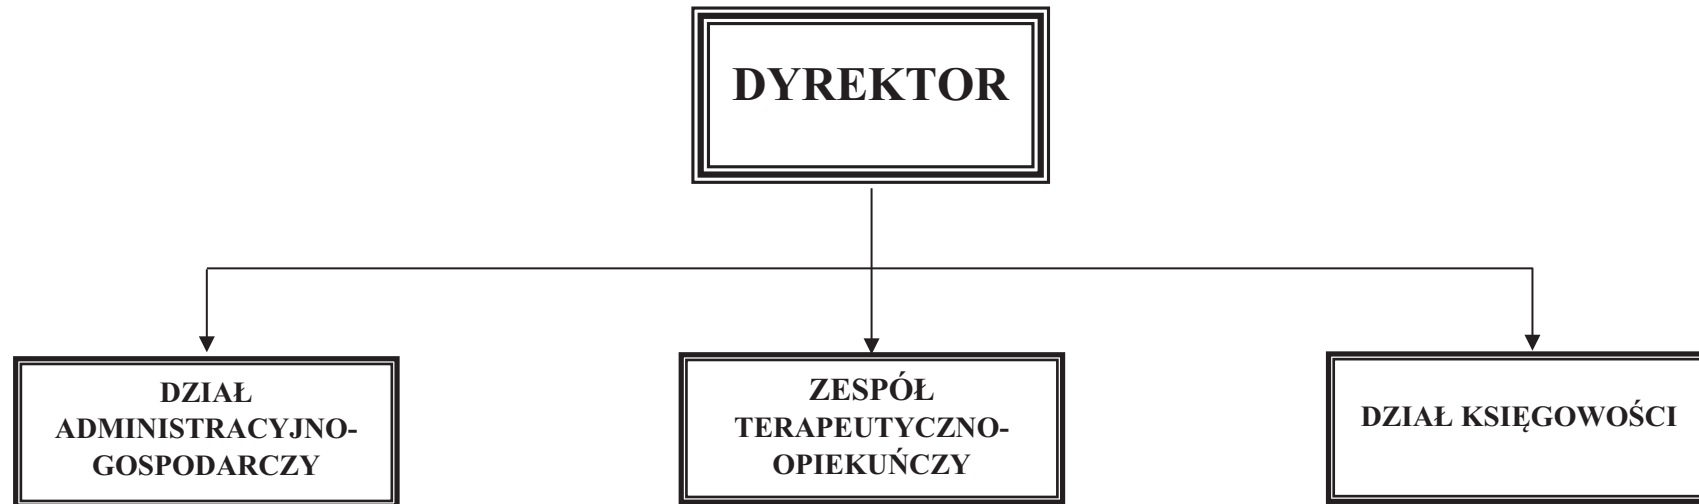 DYREKTOR
DZIAŁ
ADMINISTRACYJNO-
GOSPODARCZY
ZESPÓŁ
TERAPEUTYCZNO-
OPIEKUŃCZY
DZIAŁ KSIĘGOWOŚCI